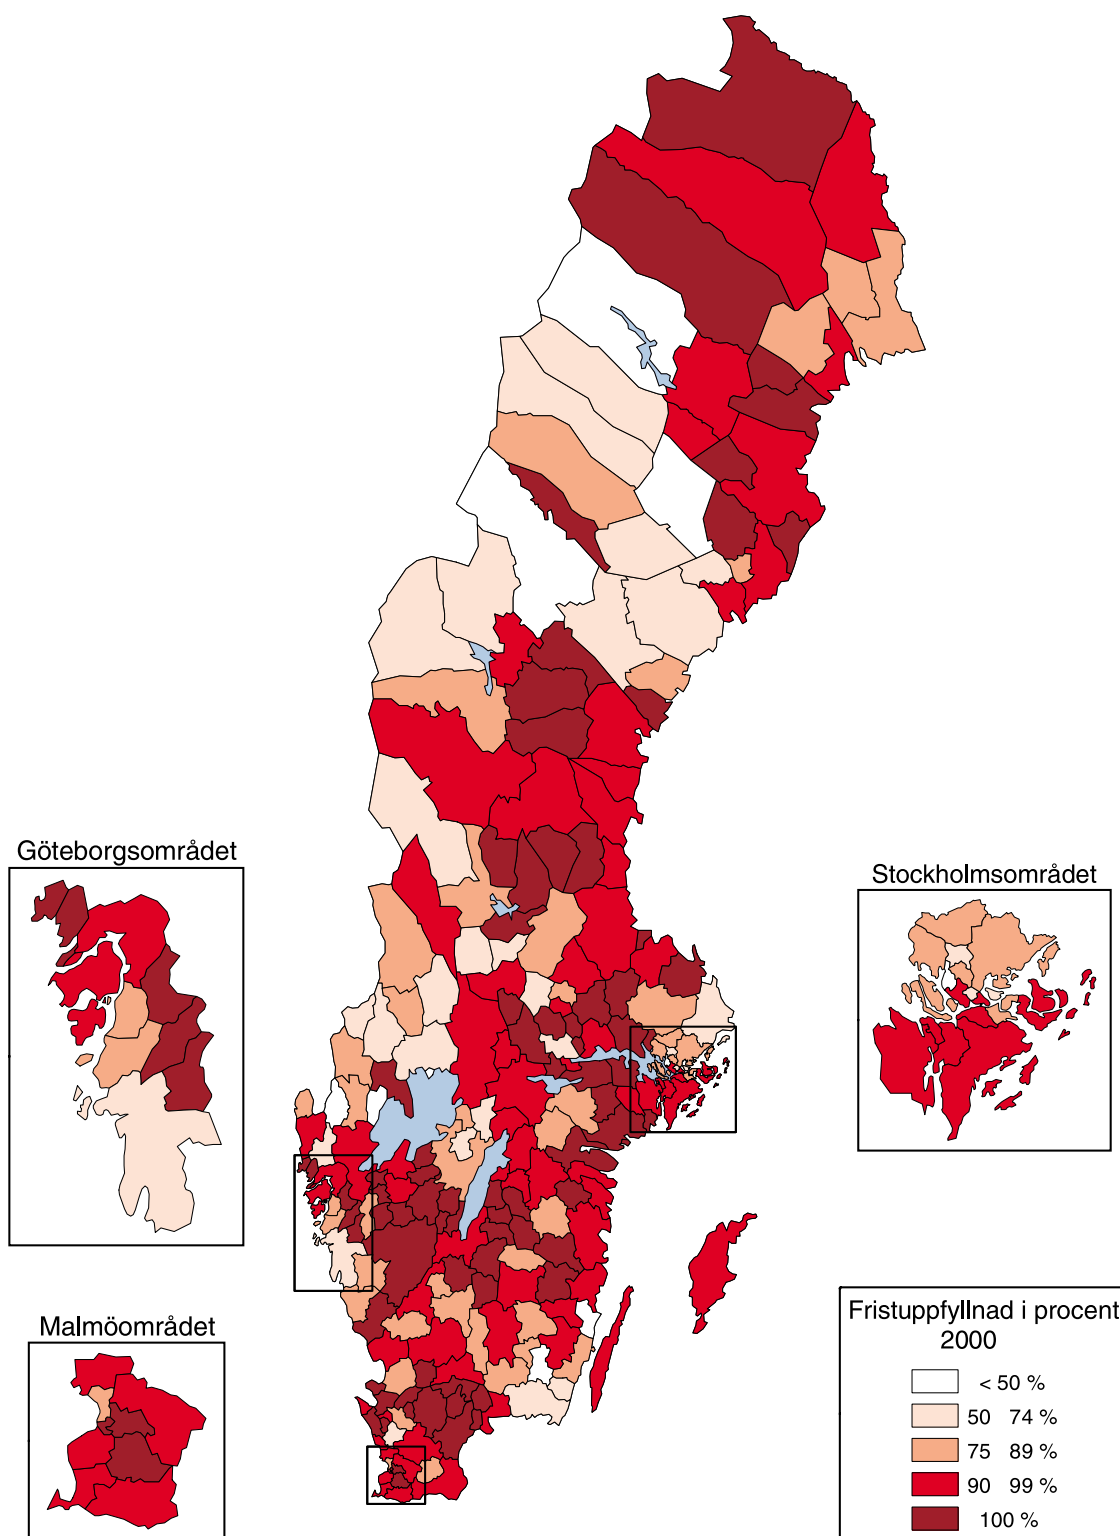 Göteborgsområdet
Stockholmsområdet
Malmöområdet
Fristuppfyllnad i procent
2000
< 50 %
50 74 %
75 89 %
90 99 %
100 %